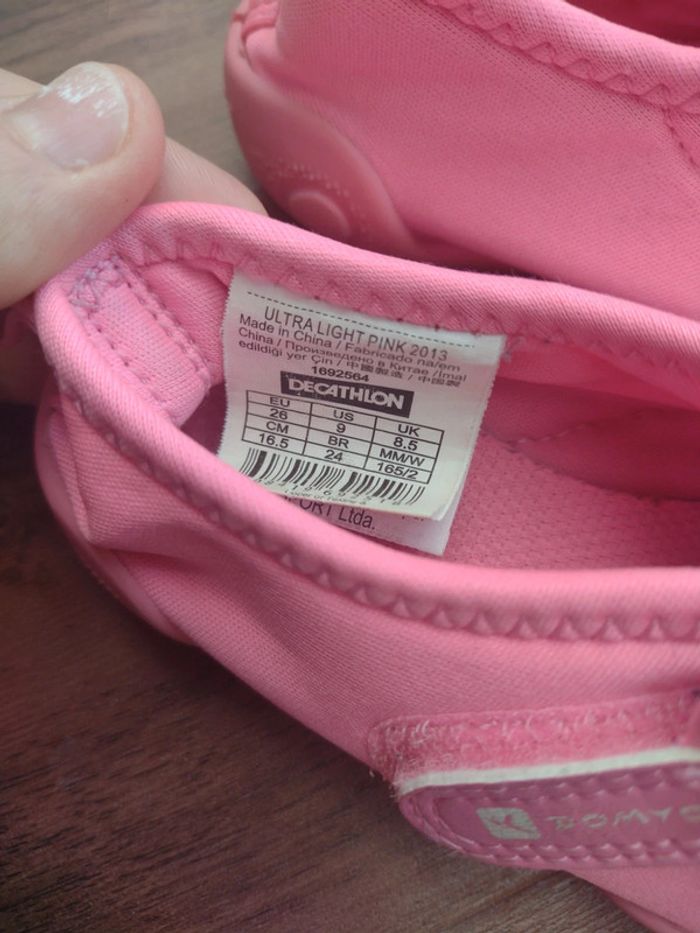 ULTRA LIGHT PINK 2013
Made in China / Fabricado na/em
China / Произведено в Китае /İmal
edildiği yer Çin / 中國製造 / 中國製
1692564
DECATHLON
EU US UK
26 9 8.5
CM BR MM/W
16.5 24 165/2
Ltda.